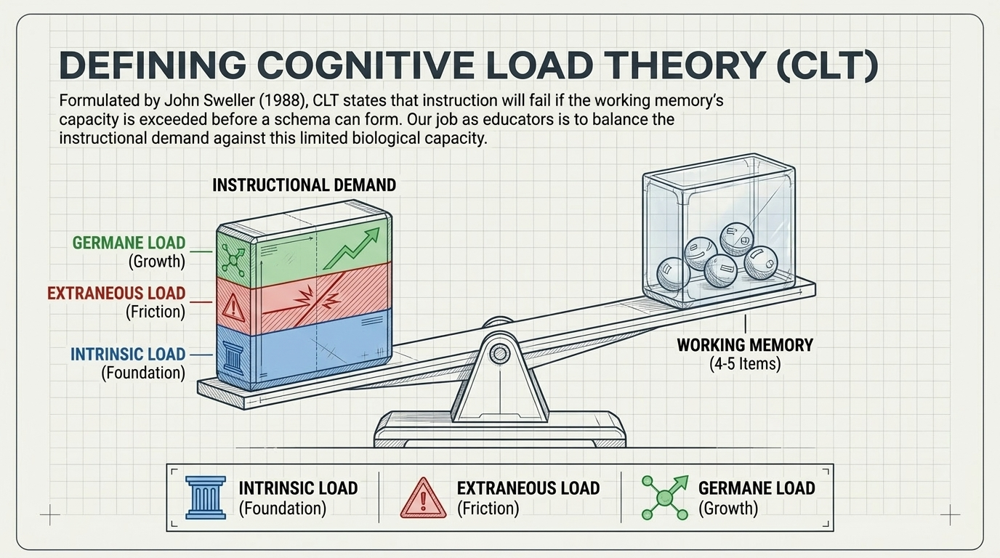 DEFINING COGNITIVE LOAD THEORY (CLT)
Formulated by John Sweller (1988), CLT states that instruction will fail if the working memory's
capacity is exceeded before a schema can form. Our job as educators is to balance the
instructional demand against this limited biological capacity.
INSTRUCTIONAL DEMAND
GERMANE LOAD
(Growth)
EXTRANEOUS LOAD
(Friction)
INTRINSIC LOAD
(Foundation)
WORKING MEMORY
(4-5 Items)
INTRINSIC LOAD
(Foundation)
EXTRANEOUS LOAD
(Friction)
GERMANE LOAD
(Growth)